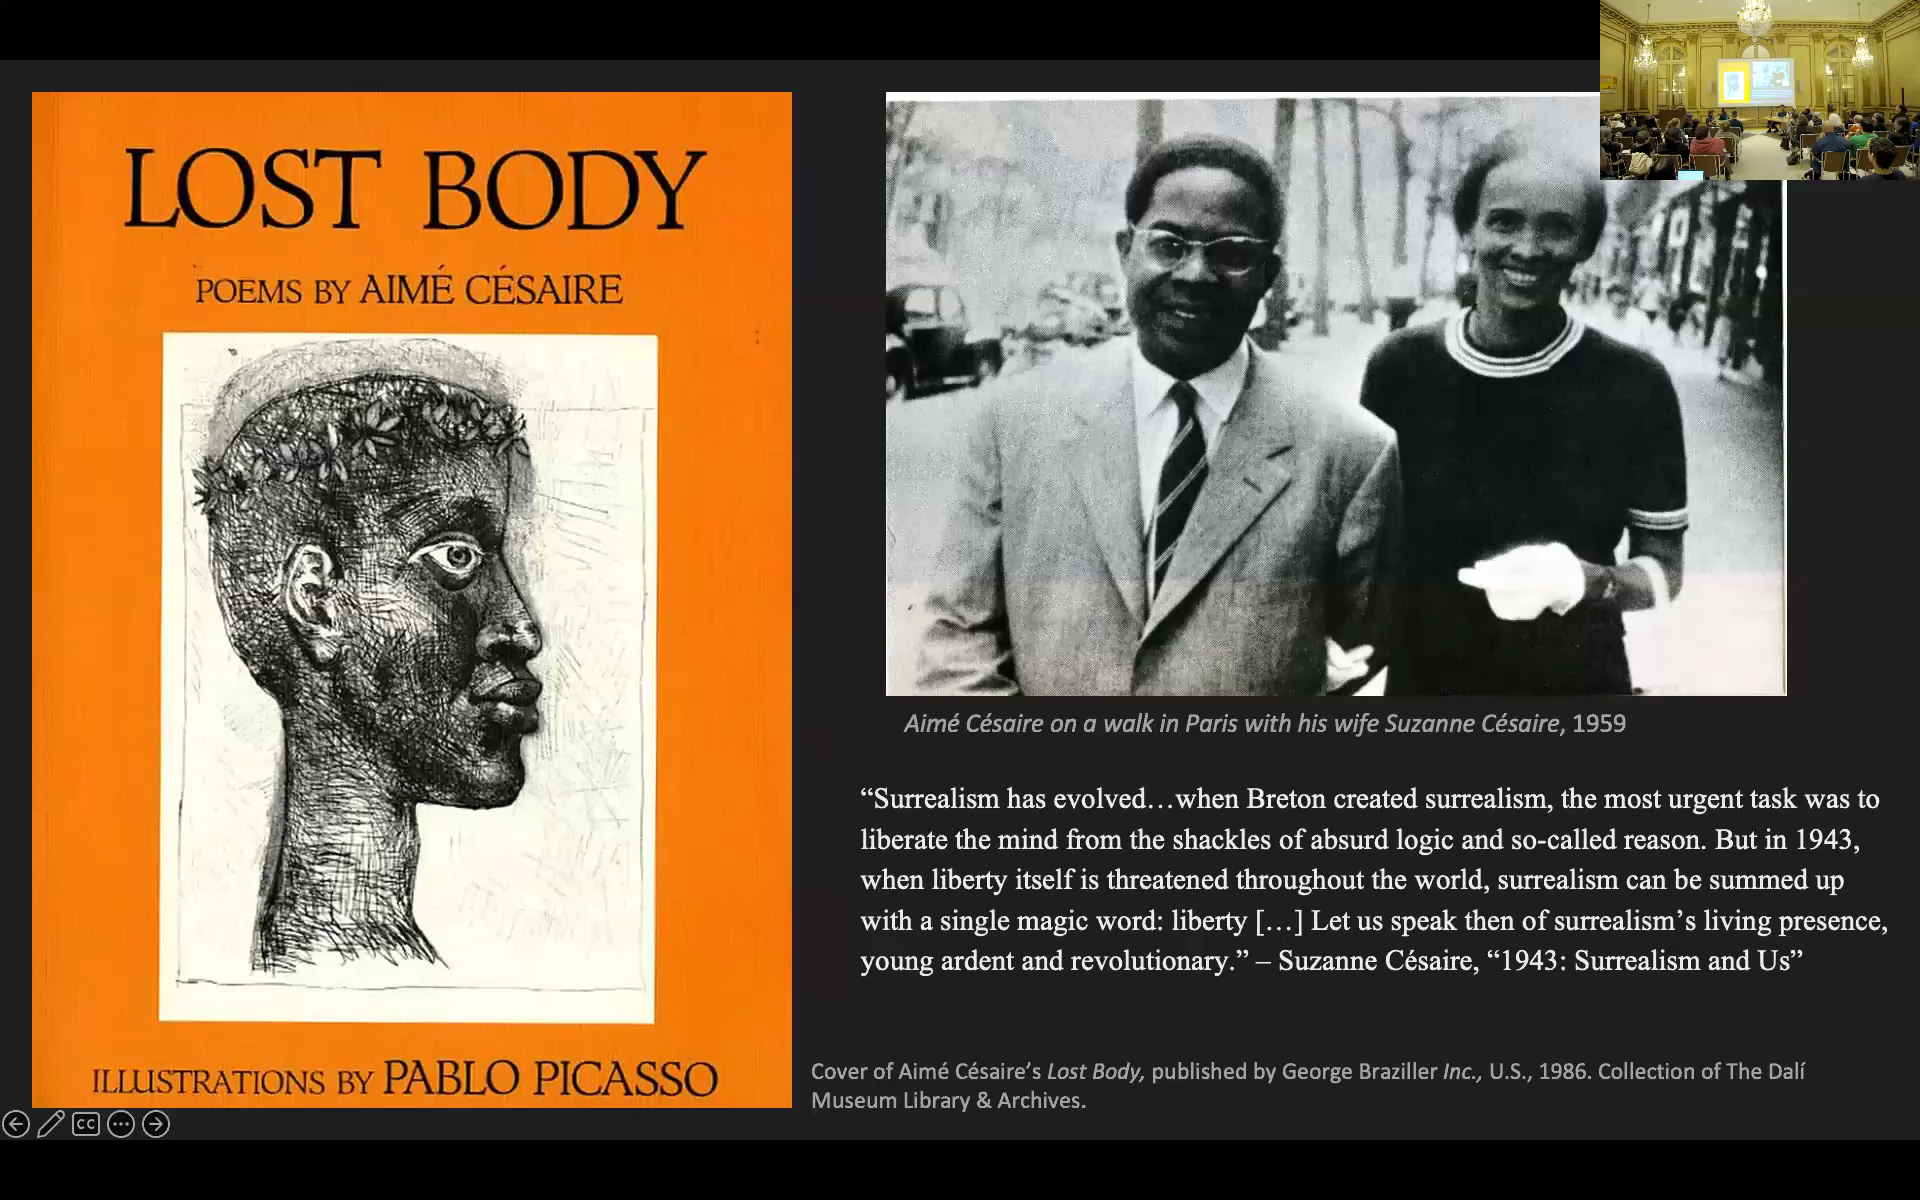 LOST BODY
POEMS BY AIMÉ CÉSAIRE
ILLUSTRATIONS BY PABLO PICASSO
Aimé Césaire on a walk in Paris with his wife Suzanne Césaire, 1959
“Surrealism has evolved…when Breton created surrealism, the most urgent task was to
liberate the mind from the shackles of absurd logic and so-called reason. But in 1943,
when liberty itself is threatened throughout the world, surrealism can be summed up
with a single magic word: liberty […] Let us speak then of surrealism’s living presence,
young ardent and revolutionary.” – Suzanne Césaire, “1943: Surrealism and Us”
Cover of Aimé Césaire’s Lost Body, published by George Braziller Inc., U.S., 1986. Collection of The Dalí
Museum Library & Archives.
CC